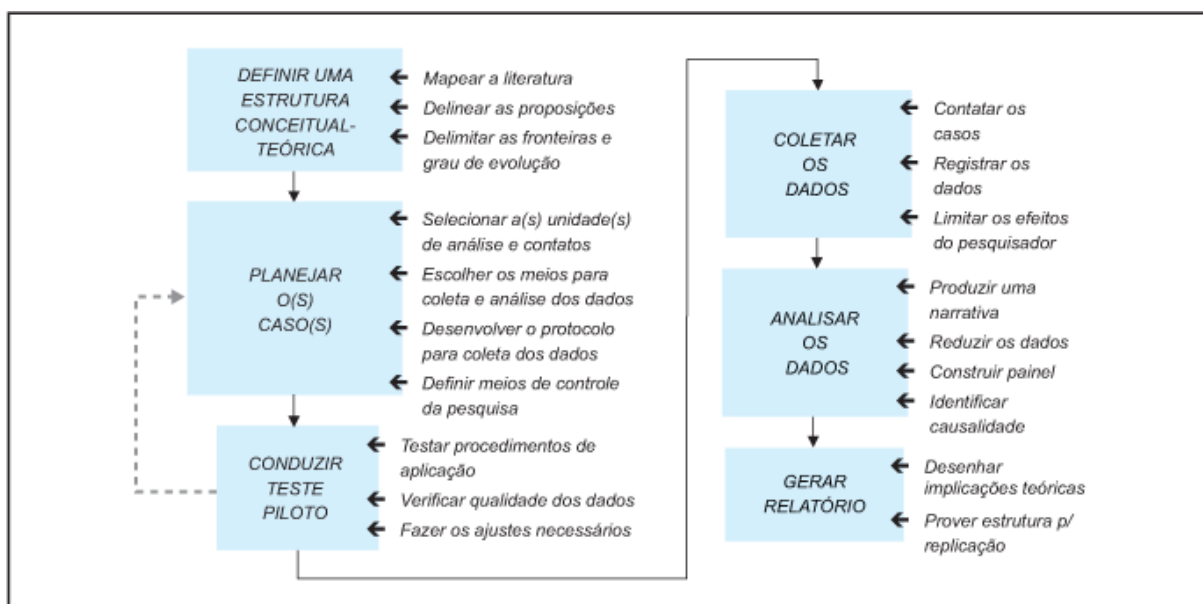 DEFINIR UMA
ESTRUTURA
CONCEITUAL-
TEÓRICA
Mapear a literatura
Delinear as proposições
Delimitar as fronteiras e
grau de evolução
PLANEJAR
O(S)
CASO(S)
Selecionar a(s) unidade(s)
de análise e contatos
Escolher os meios para
coleta e análise dos dados
Desenvolver o protocolo
para coleta dos dados
Definir meios de controle
da pesquisa
CONDUZIR
TESTE
PILOTO
Testar procedimentos de
aplicação
Verificar qualidade dos dados
Fazer os ajustes necessários
COLETAR
OS
DADOS
Contatar os
casos
Registrar os
dados
Limitar os efeitos
do pesquisador
ANALISAR
OS
DADOS
Produzir uma
narrativa
Reduzir os dados
Construir painel
Identificar
causalidade
GERAR
RELATÓRIO
Desenhar
implicações teóricas
Prover estrutura p/
replicação